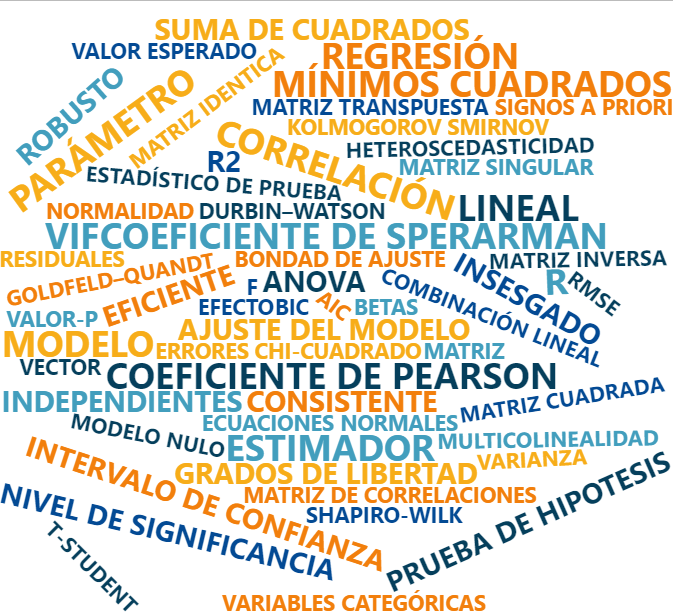 SUMA DE CUADRADOS
VALOR ESPERADO
REGRESIÓN
ROBUSTO
PARÁMETRO
MATRIZ IDENTICA
MÍNIMOS CUADRADOS
MATRIZ TRANSPUESTA
SIGNOS A PRIORI
KOLMOGOROV SMIRNOV
CORRELACIÓN
HETEROSCEDASTICIDAD
R2
MATRIZ SINGULAR
ESTADÍSTICO DE PRUEBA
NORMALIDAD
DURBIN–WATSON
LINEAL
VIF
COEFICIENTE DE SPERARMAN
RESIDUALES
BONDAD DE AJUSTE
MATRIZ INVERSA
GOLDFELD–QUANDT
EFICIENTE
F
ANOVA
COMBINACIÓN LINEAL
INSESGADO
R
RMSE
EFECTO
BIC
AIC
BETAS
VALOR-P
AJUSTE DEL MODELO
MODELO
ERRORES
CHI-CUADRADO
MATRIZ
VECTOR
COEFICIENTE DE PEARSON
INDEPENDIENTES
CONSISTENTE
MATRIZ CUADRADA
MODELO NULO
ECUACIONES NORMALES
ESTIMADOR
MULTICOLINEALIDAD
INTERVALO DE CONFIANZA
GRADOS DE LIBERTAD
VARIANZA
MATRIZ DE CORRELACIONES
NIVEL DE SIGNIFICANCIA
SHAPIRO-WILK
PRUEBA DE HIPOTESIS
T-STUDENT
VARIABLES CATEGÓRICAS